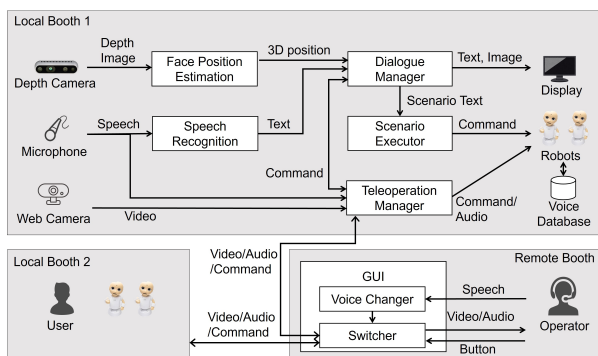 Local Booth 1
Depth
Image
Depth Camera
Face Position
Estimation
3D position
Dialogue
Manager
Text, Image
Display
Scenario Text
Speech
Microphone
Speech
Recognition
Text
Scenario
Executor
Command
Robots
Command
Web Camera
Video
Teleoperation
Manager
Command/
Audio
Voice
Database
Local Booth 2
User
Video/Audio
/Command
Video/Audio
/Command
Remote Booth
GUI
Voice Changer
Switcher
Speech
Video/Audio
Button
Operator